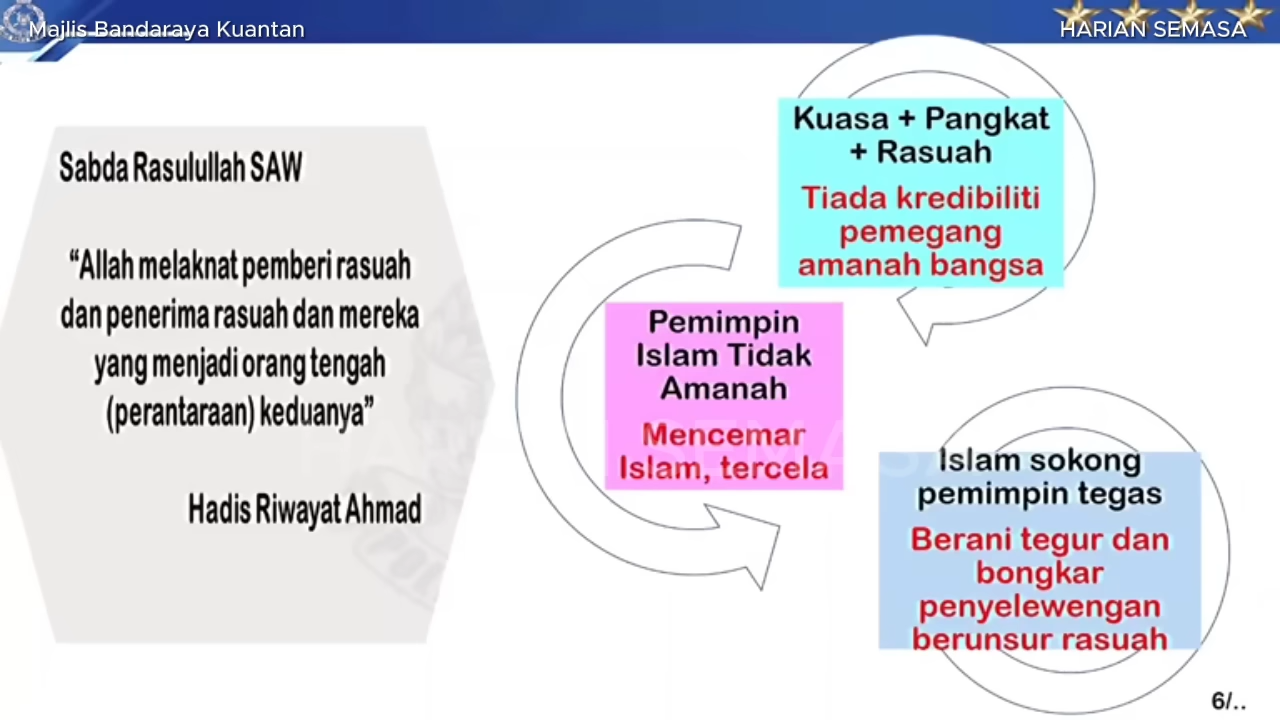 Majlis Bandaraya Kuantan
HARIAN SEMASA
Sabda Rasulullah SAW
“Allah melaknat pemberi rasuah
dan penerima rasuah dan mereka
yang menjadi orang tengah
(perantaraan) keduanya”
Hadis Riwayat Ahmad
Kuasa + Pangkat
+ Rasuah
Tiada kredibiliti
pemegang
amanah bangsa
Pemimpin
Islam Tidak
Amanah
Mencemar
Islam, tercela
Islam sokong
pemimpin tegas
Berani tegur dan
bongkar
penyelewengan
berunsur rasuah
HARIAN SEMASA
6/..